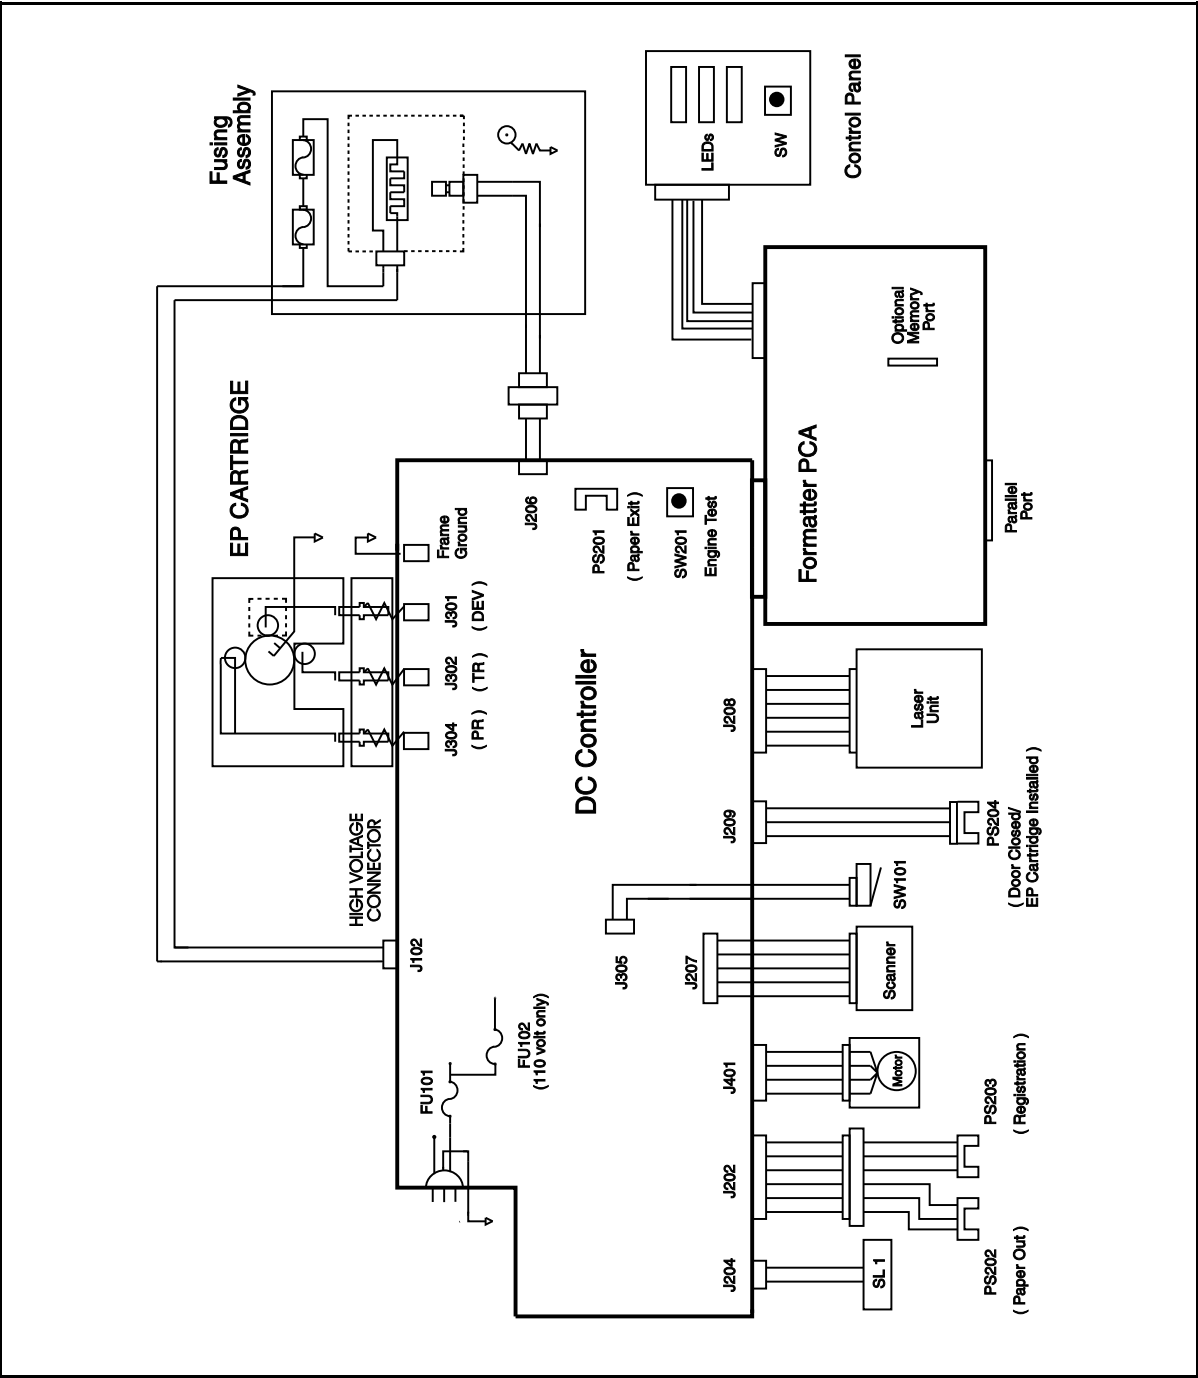 Fusing
Assembly
EP CARTRIDGE
HIGH VOLTAGE
CONNECTOR
J102
Frame
Ground
J301
( DEV )
J302
( TR )
J304
( PR )
FU101
FU102
(110 volt only)
J206
PS201
( Paper Exit )
SW201
Engine Test
DC Controller
J305
J207
LEDs
SW
Control Panel
Formatter PCA
Optional
Memory
Port
Parallel
Port
J208
Laser
Unit
J209
PS204
( Door Closed/
EP Cartridge Installed )
SW101
Scanner
J401
Motor
J202
PS203
( Registration )
PS202
( Paper Out )
J204
SL 1